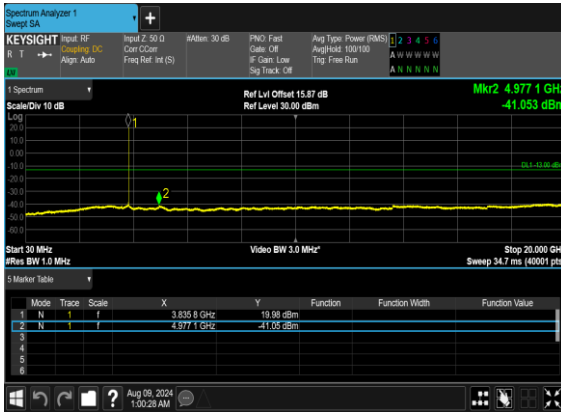 Spectrum Analyzer 1
Swept SA
+
KEYSIGHT
R T
Input: RF
Coupling: DC
Align: Auto
Input Z: 50 Ω
Corr CCorr
Freq Ref: Int (S)
#Atten: 30 dB
PNO: Fast
Gate: Off
IF Gain: Low
Sig Track: Off
Avg Type: Power (RMS)
Avg|Hold: 100/100
Trig: Free Run
1 2 3 4 5 6
A W W W W W
A N N N N N
1 Spectrum
Scale/Div 10 dB
Ref Lvl Offset 15.87 dB
Ref Level 30.00 dBm
Mkr2 4.977 1 GHz
-41.053 dBm
Log
20.0
10.0
0.00
-10.0
-20.0
-30.0
-40.0
-50.0
-60.0
1
2
DL1 -13.00 dBm
Start 30 MHz
#Res BW 1.0 MHz
Video BW 3.0 MHz*
Stop 20.000 GH
Sweep 34.7 ms (40001 pts
5 Marker Table
Mode Trace Scale X Y Function Function Width Function Value
1 N 1 f 3.835 8 GHz 19.98 dBm
2 N 1 f 4.977 1 GHz -41.05 dBm
3
4
5
6
?
Aug 09, 2024
1:00:28 AM